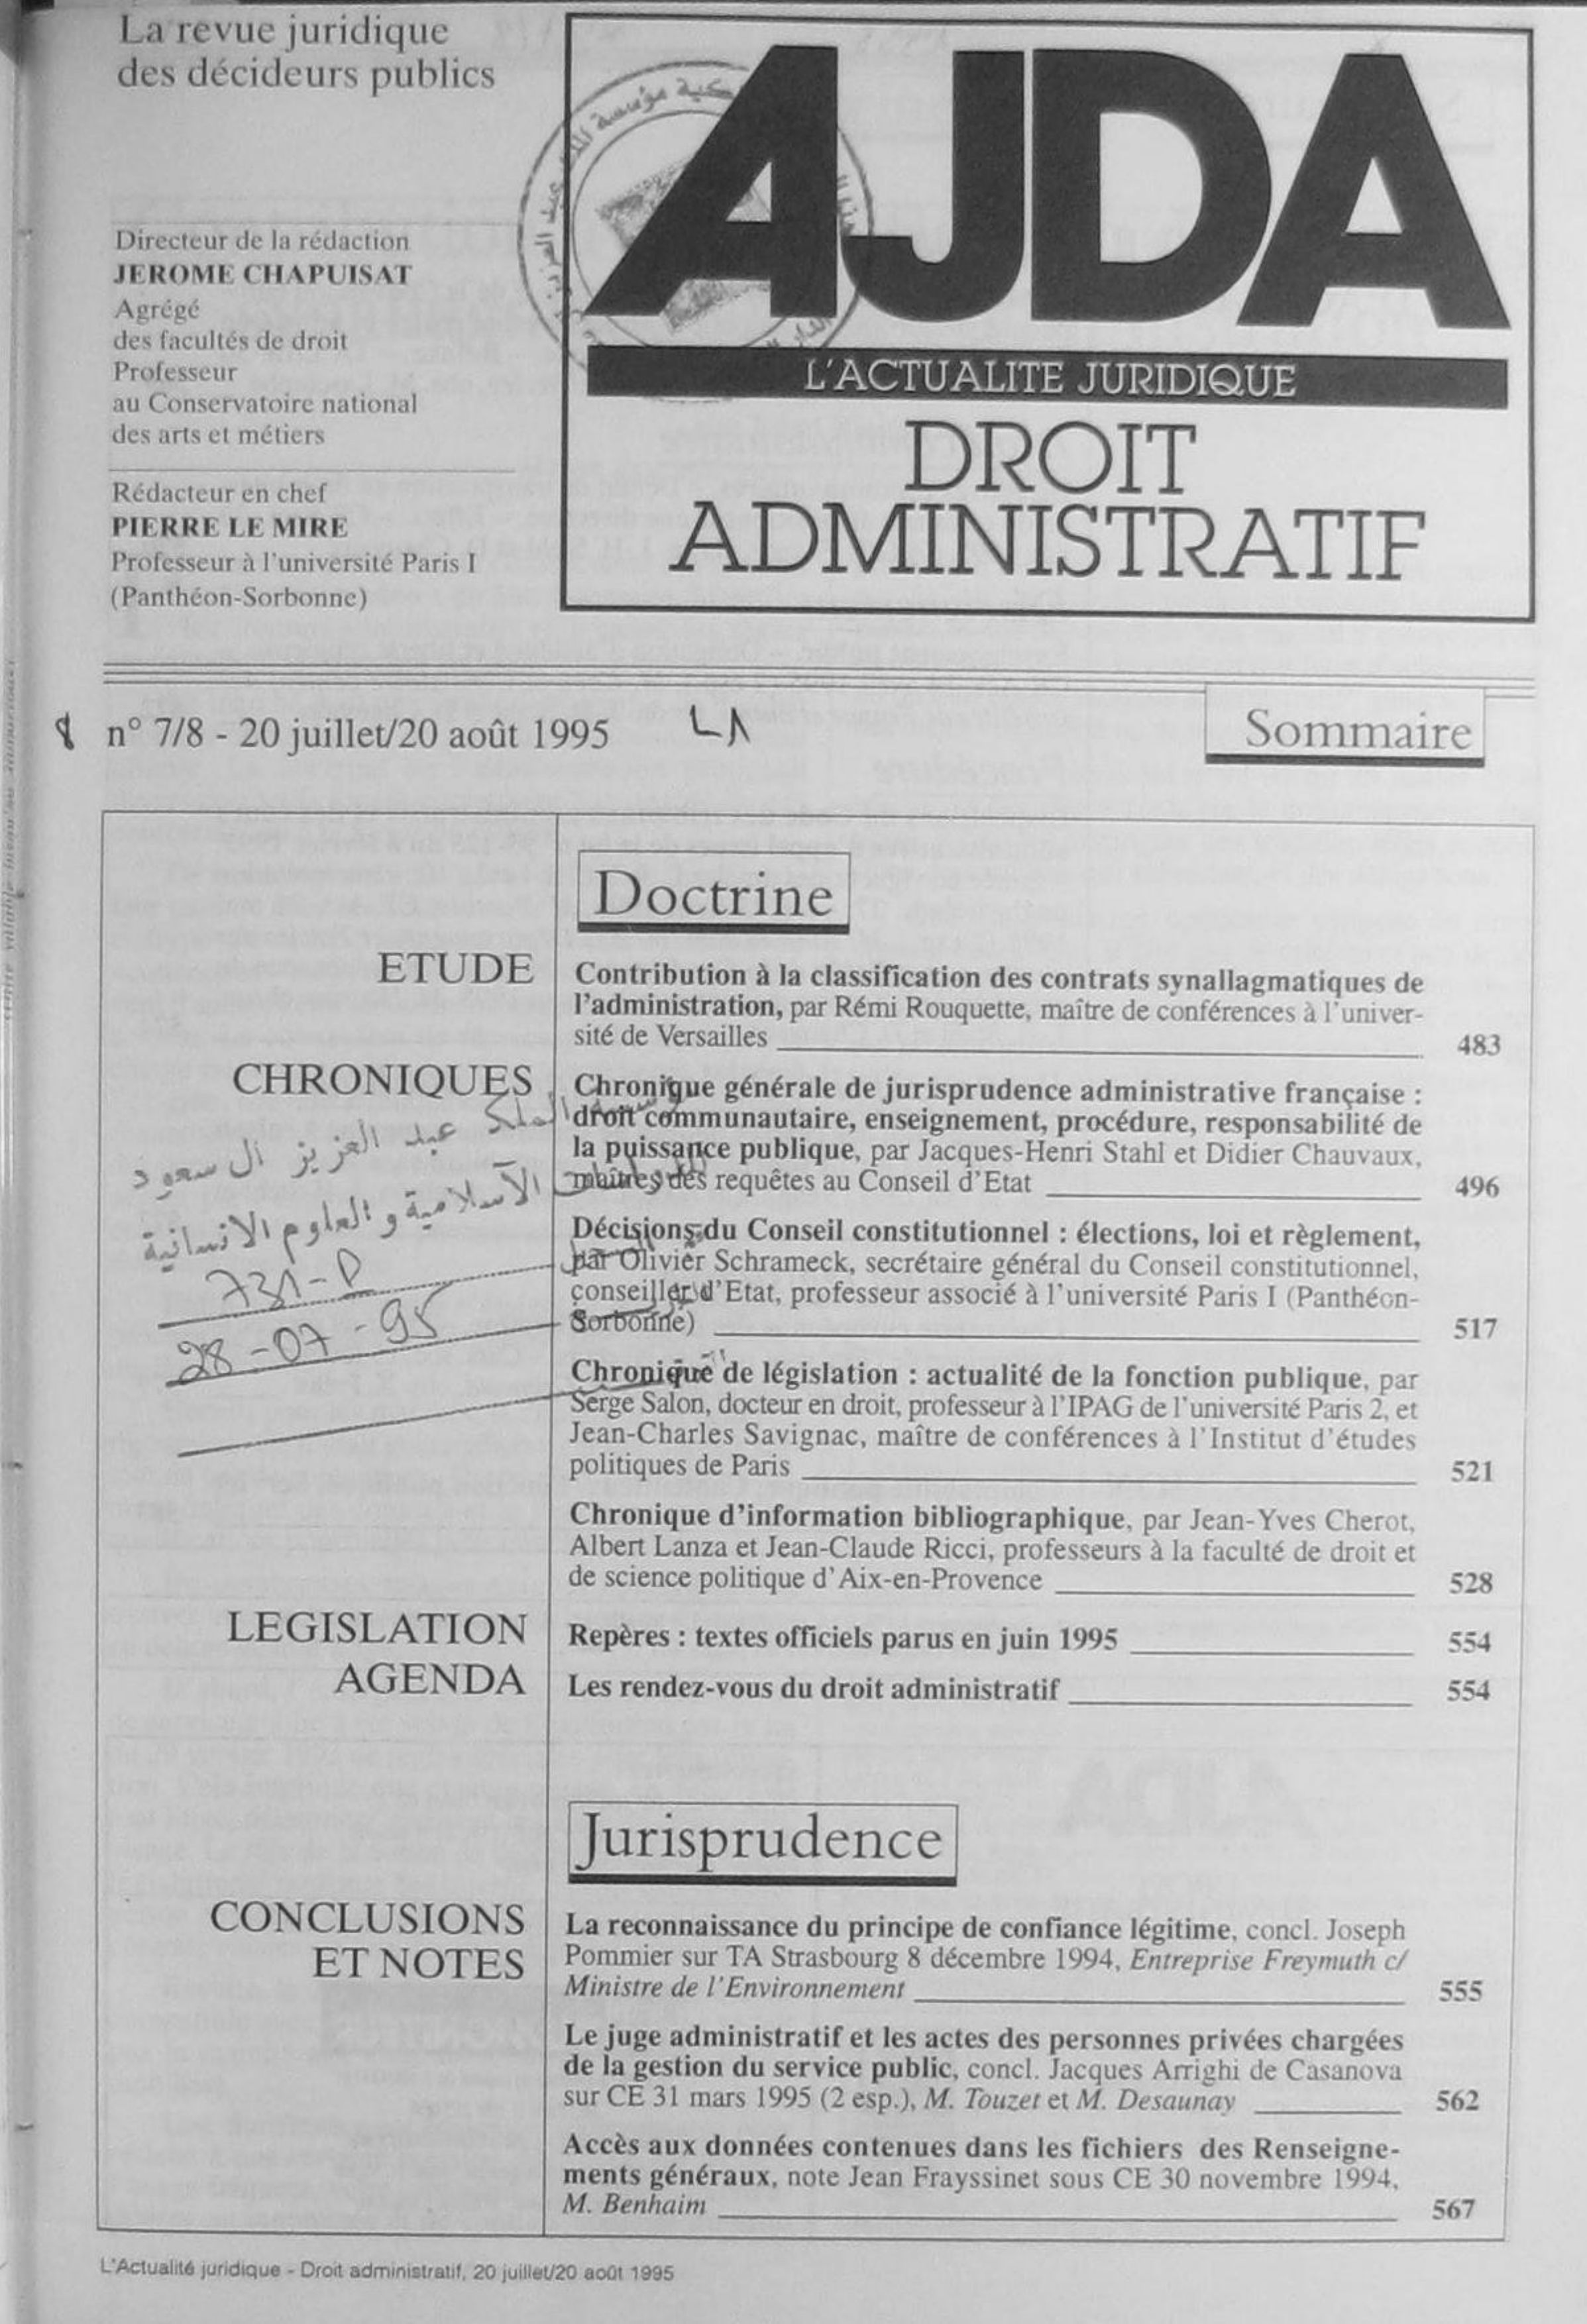 La revue juridique
des décideurs publics
Directeur de la rédaction
JEROME CHAPUISAT
Agrégé
des facultés de droit
Professeur
au Conservatoire national
des arts et métiers
Rédacteur en chef
PIERRE LE MIRE
Professeur à l'université Paris I
(Panthéon-Sorbonne)
AJDA
L'ACTUALITE JURIDIQUE
DROIT
ADMINISTRATIF
n° 7/8 - 20 juillet/20 août 1995
Sommaire
Doctrine
ETUDE
Contribution à la classification des contrats synallagmatiques de
l'administration, par Rémi Rouquette, maître de conférences à l'univer-
sité de Versailles 483
CHRONIQUES
Chronique générale de jurisprudence administrative française :
droit communautaire, enseignement, procédure, responsabilité de
la puissance publique, par Jacques-Henri Stahl et Didier Chauvaux,
maîtres des requêtes au Conseil d'Etat 496
الملك عبد العزيز ال سعود
الآسلامية و العلوم الانسانية
731-P
28-07-95
Décisions du Conseil constitutionnel : élections, loi et règlement,
par Olivier Schrameck, secrétaire général du Conseil constitutionnel,
conseiller d'Etat, professeur associé à l'université Paris I (Panthéon-
Sorbonne) 517
Chronique de législation : actualité de la fonction publique, par
Serge Salon, docteur en droit, professeur à l'IPAG de l'université Paris 2, et
Jean-Charles Savignac, maître de conférences à l'Institut d'études
politiques de Paris 521
Chronique d'information bibliographique, par Jean-Yves Cherot,
Albert Lanza et Jean-Claude Ricci, professeurs à la faculté de droit et
de science politique d'Aix-en-Provence 528
LEGISLATION
Repères : textes officiels parus en juin 1995 554
AGENDA
Les rendez-vous du droit administratif 554
Jurisprudence
CONCLUSIONS
ET NOTES
La reconnaissance du principe de confiance légitime, concl. Joseph
Pommier sur TA Strasbourg 8 décembre 1994, Entreprise Freymuth c/
Ministre de l'Environnement 555
Le juge administratif et les actes des personnes privées chargées
de la gestion du service public, concl. Jacques Arrighi de Casanova
sur CE 31 mars 1995 (2 esp.), M. Touzet et M. Desaunay 562
Accès aux données contenues dans les fichiers des Renseigne-
ments généraux, note Jean Frayssinet sous CE 30 novembre 1994,
M. Benhaim 567
L'Actualité juridique - Droit administratif, 20 juillet/20 août 1995